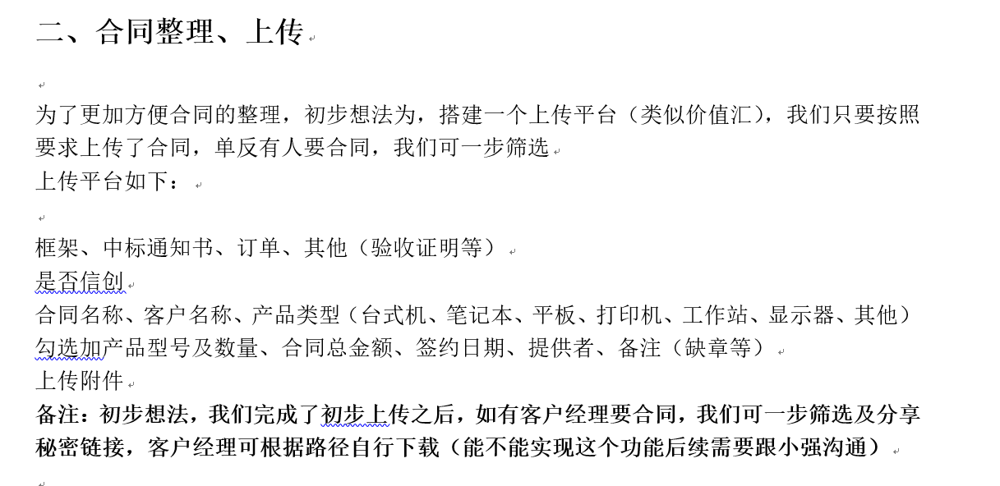 二、合同整理、上传
为了更加方便合同的整理，初步想法为，搭建一个上传平台（类似价值汇），我们只要按照
要求上传了合同，单反有人要合同，我们可一步筛选
上传平台如下：
框架、中标通知书、订单、其他（验收证明等）
是否信创
合同名称、客户名称、产品类型（台式机、笔记本、平板、打印机、工作站、显示器、其他）
勾选加产品型号及数量、合同总金额、签约日期、提供者、备注（缺章等）
上传附件
备注：初步想法，我们完成了初步上传之后，如有客户经理要合同，我们可一步筛选及分享
秘密链接，客户经理可根据路径自行下载（能不能实现这个功能后续需要跟小强沟通）